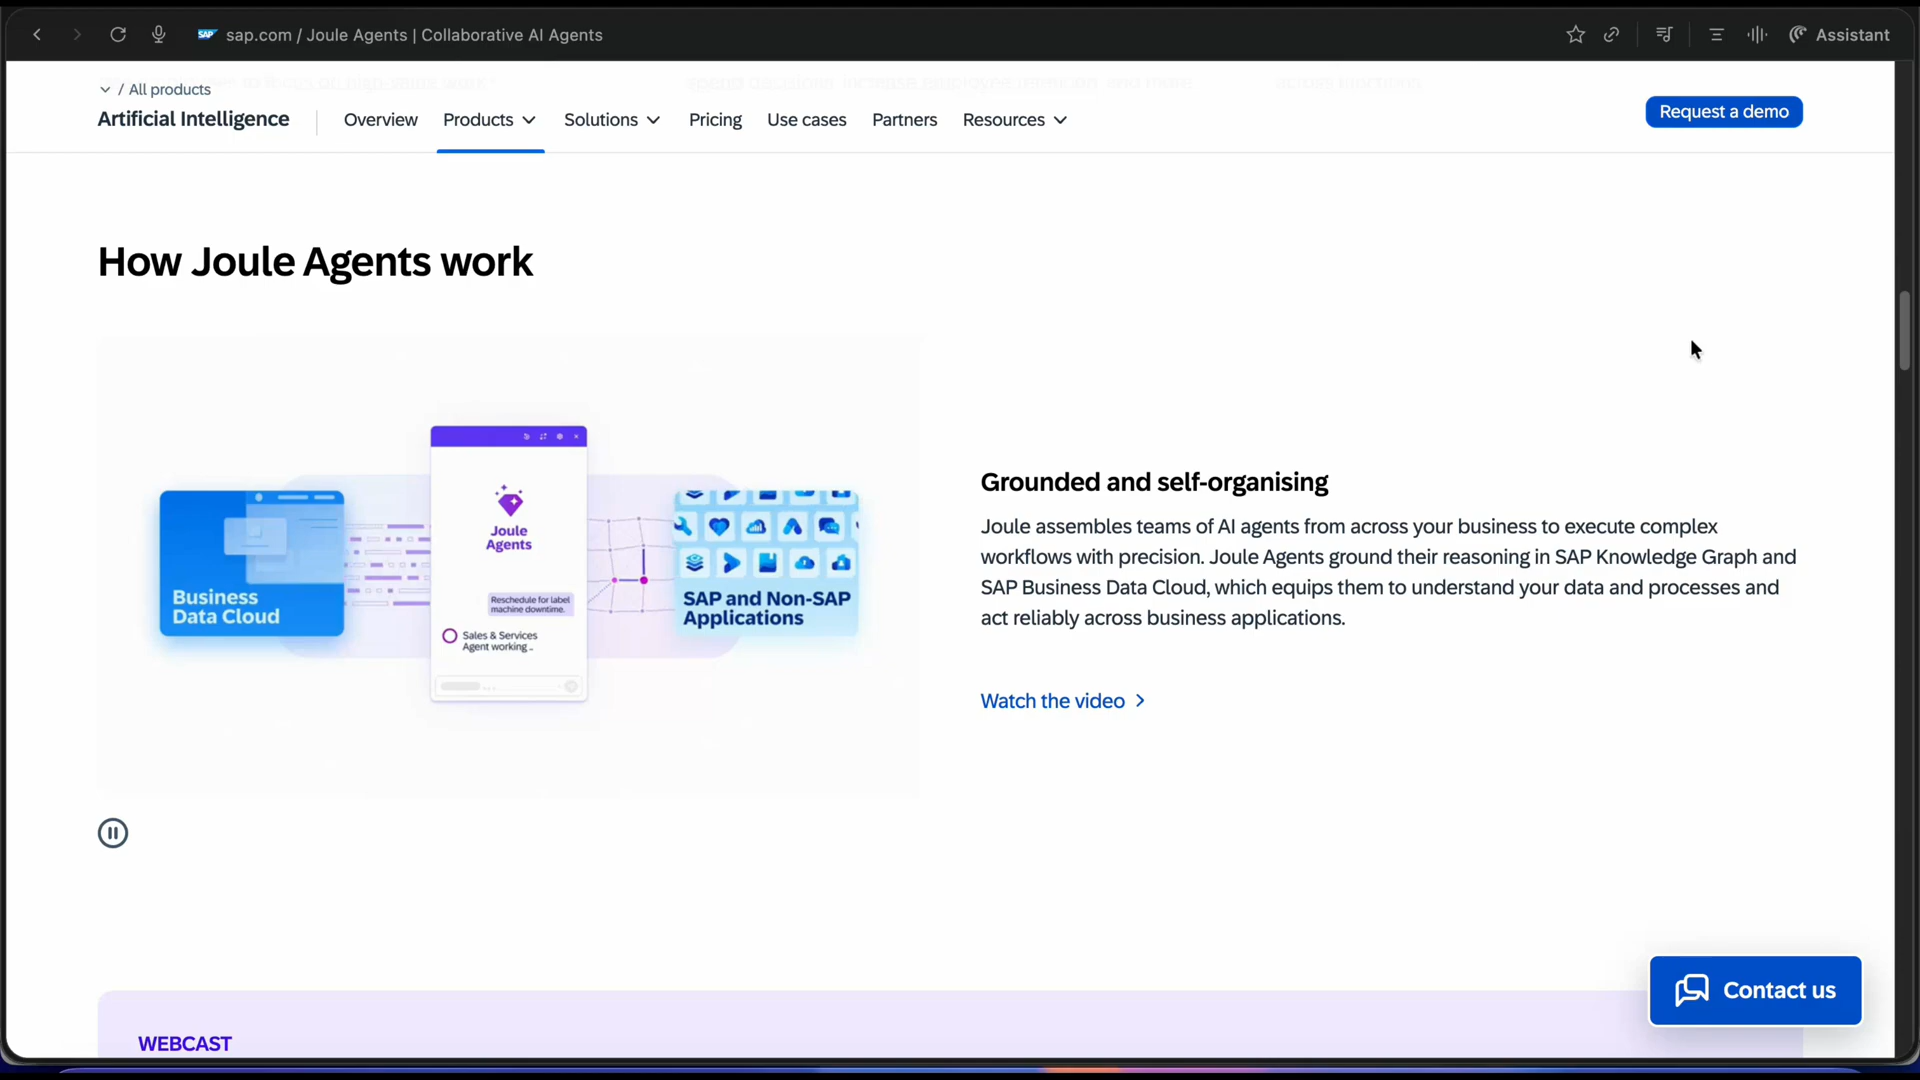 SAP sap.com / Joule Agents | Collaborative AI Agents
Assistant
/ All products
Artificial Intelligence
Overview
Products
Solutions
Pricing
Use cases
Partners
Resources
Request a demo
How Joule Agents work
Business
Data Cloud
Joule
Agents
Reschedule for label
machine downtime.
Sales & Services
Agent working ..
SAP and Non-SAP
Applications
Grounded and self-organising
Joule assembles teams of AI agents from across your business to execute complex
workflows with precision. Joule Agents ground their reasoning in SAP Knowledge Graph and
SAP Business Data Cloud, which equips them to understand your data and processes and
act reliably across business applications.
Watch the video
Contact us
WEBCAST